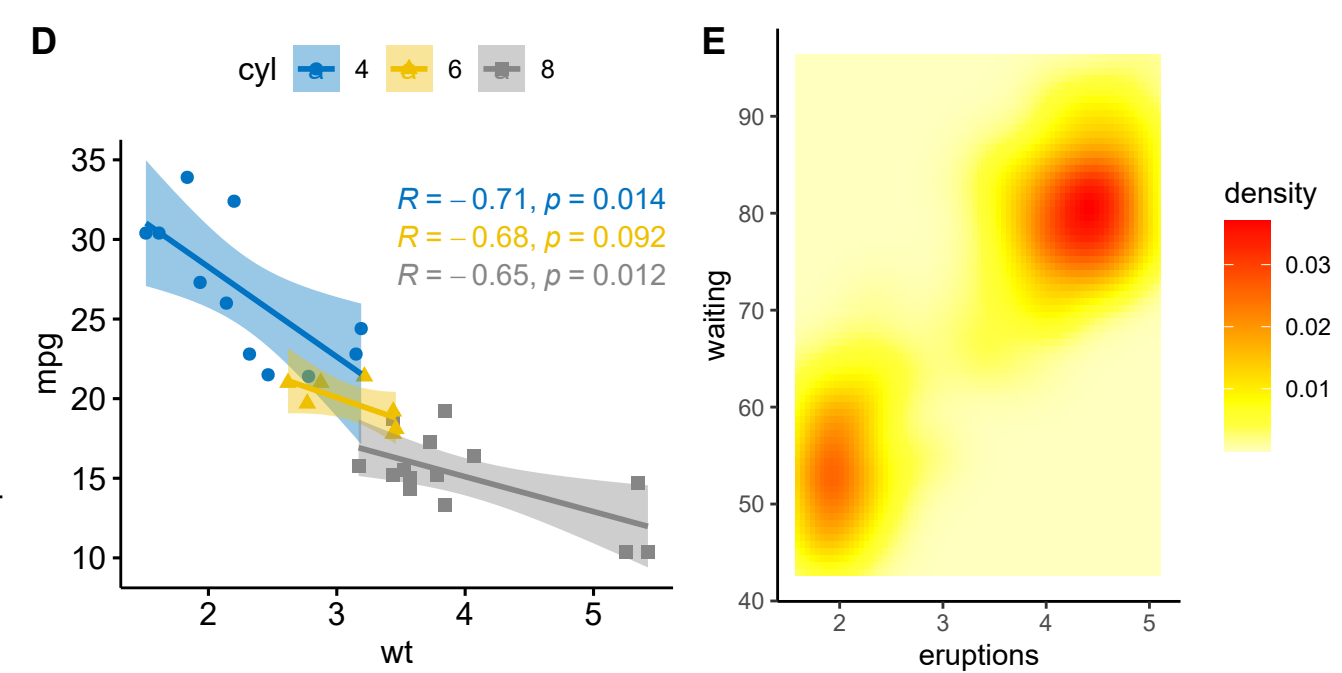 D
cyl 4 6 8
35
30
25
20
15
10
mpg
R = −0.71, p = 0.014
R = −0.68, p = 0.092
R = −0.65, p = 0.012
2 3 4 5
wt
E
90
80
70
60
50
40
waiting
2 3 4 5
eruptions
density
0.03
0.02
0.01